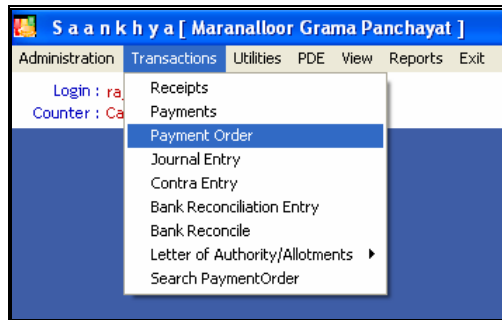 Saankhya [ Maranalloor Grama Panchayat ]
Administration Transactions Utilities PDE View Reports Exit
Login :
Counter :
Receipts
Payments
Payment Order
Journal Entry
Contra Entry
Bank Reconciliation Entry
Bank Reconcile
Letter of Authority/Allotments
Search PaymentOrder